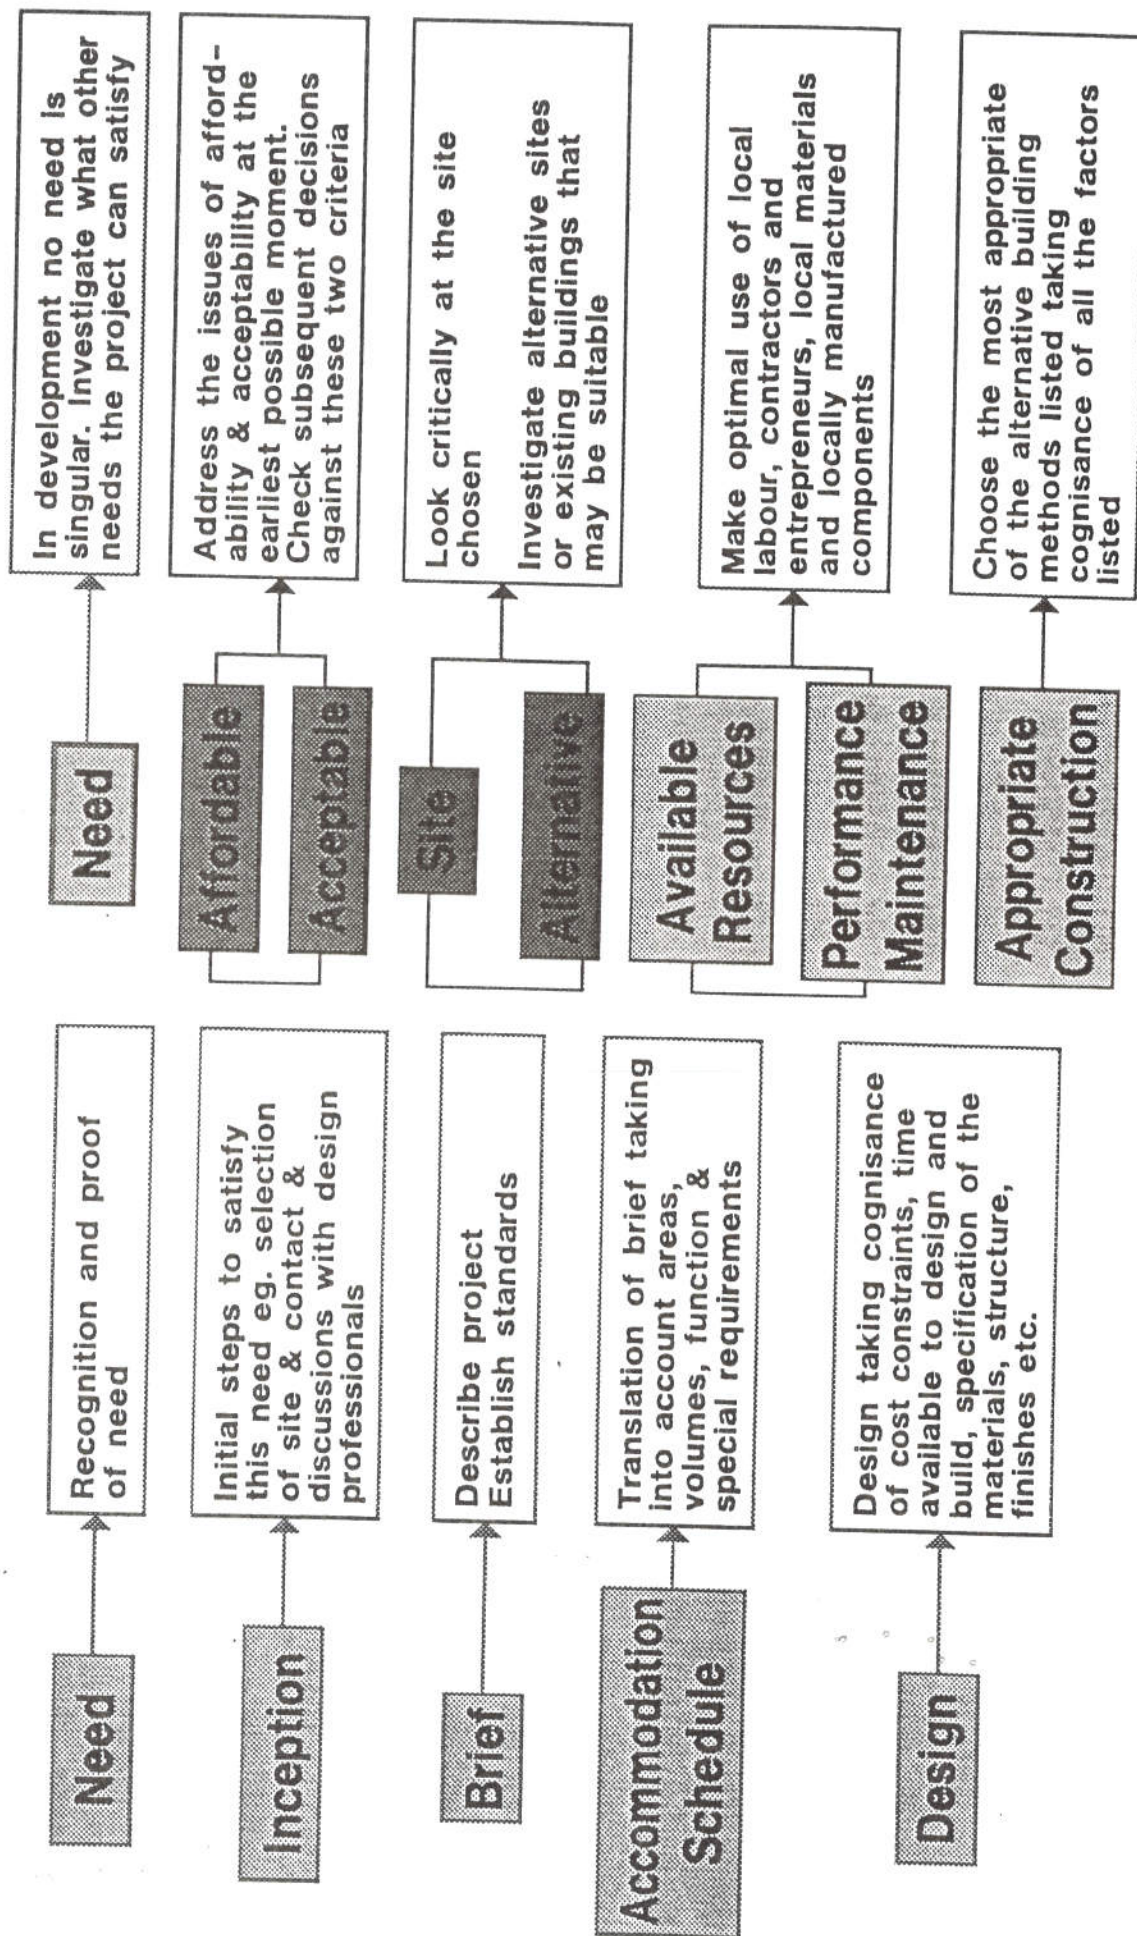 Need
Recognition and proof
of need
Inception
Initial steps to satisfy
this need eg. selection
of site & contact &
discussions with design
professionals
Brief
Describe project
Establish standards
Accommodation
Schedule
Translation of brief taking
into account areas,
volumes, function &
special requirements
Design
Design taking cognisance
of cost constraints, time
available to design and
build, specification of the
materials, structure,
finishes etc.
Need
In development no need is
singular. Investigate what other
needs the project can satisfy
Affordable
Acceptable
Address the issues of afford-
ability & acceptability at the
earliest possible moment.
Check subsequent decisions
against these two criteria
Site
Alternative
Look critically at the site
chosen
Investigate alternative sites
or existing buildings that
may be suitable
Available
Resources
Performance
Maintenance
Make optimal use of local
labour, contractors and
entrepreneurs, local materials
and locally manufactured
components
Appropriate
Construction
Choose the most appropriate
of the alternative building
methods listed taking
cognisance of all the factors
listed